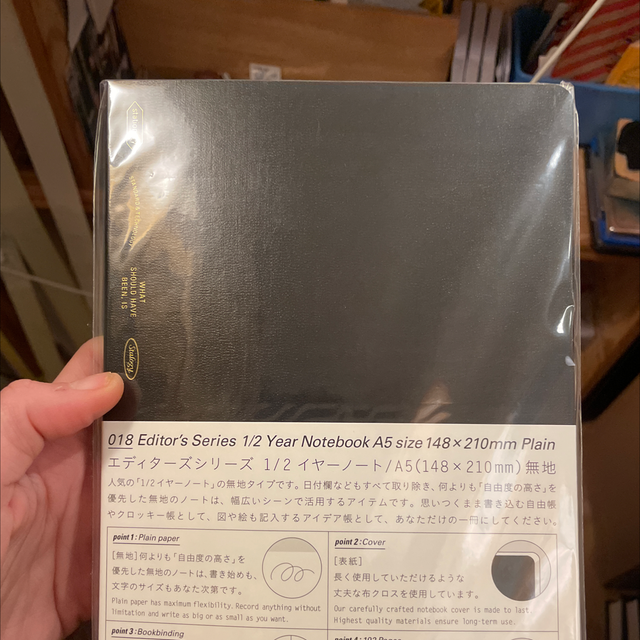 WHAT
SHOULD HAVE
BEEN, IS
018 Editor's Series 1/2 Year Notebook A5 size 148×210mm Plain
エディターズシリーズ 1/2 イヤーノート/A5(148×210mm)無地
人気の「1/2イヤーノート」の無地タイプです。日付欄などもすべて取り除き、何よりも「自由度の高さ」を
優先した無地のノートは、幅広いシーンで活用するアイテムです。思いつくまま書き込む自由帳
やクロッキー帳として、図や絵も記入するアイデア帳として、あなただけの一冊にしてください。
point 1 : Plain paper
[無地]何よりも「自由度の高さ」を
優先した無地のノートは、書き始めも、
文字のサイズもあなた次第です。
Plain paper has maximum flexibility. Record anything without
limitation and write as big or as small as you want.
point 2 : Cover
[表紙]
長く使用していただけるような
丈夫な布クロスを使用しています。
Our carefully crafted notebook cover is made to last.
Highest quality materials ensure long-term use.
point 3 : Bookbinding